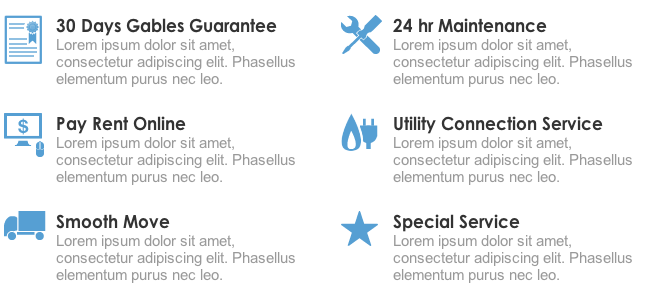 30 Days Gables Guarantee
Lorem ipsum dolor sit amet,
consectetur adipiscing elit. Phasellus
elementum purus nec leo.
24 hr Maintenance
Lorem ipsum dolor sit amet,
consectetur adipiscing elit. Phasellus
elementum purus nec leo.
$
Pay Rent Online
Lorem ipsum dolor sit amet,
consectetur adipiscing elit. Phasellus
elementum purus nec leo.
Utility Connection Service
Lorem ipsum dolor sit amet,
consectetur adipiscing elit. Phasellus
elementum purus nec leo.
Smooth Move
Lorem ipsum dolor sit amet,
consectetur adipiscing elit. Phasellus
elementum purus nec leo.
Special Service
Lorem ipsum dolor sit amet,
consectetur adipiscing elit. Phasellus
elementum purus nec leo.